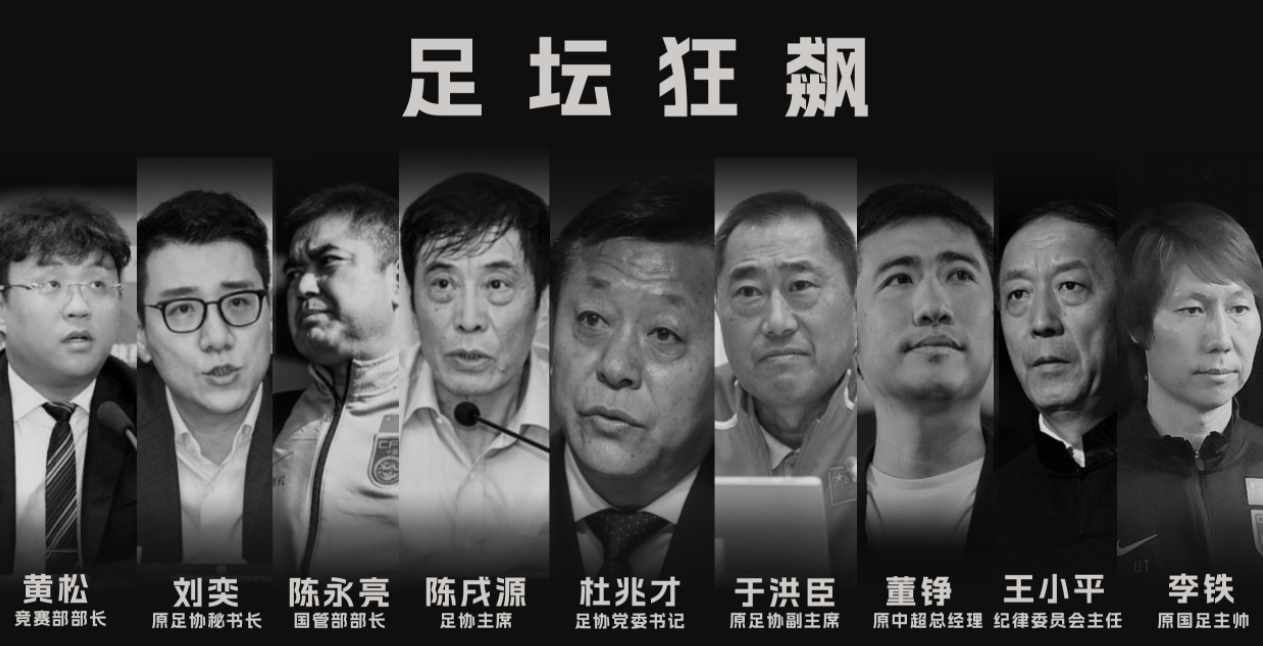 足坛狂飙
黄松
竞赛部部长
刘奕
原足协秘书长
陈永亮
国管部部长
陈戌源
足协主席
杜兆才
足协党委书记
于洪臣
原足协副主席
董铮
原中超总经理
王小平
纪律委员会主任
李铁
原国足主帅